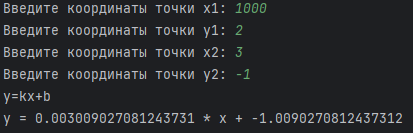 Введите координаты точки x1: 1000
Введите координаты точки y1: 2
Введите координаты точки x2: 3
Введите координаты точки y2: -1
y=kx+b
y = 0.003009027081243731 * x + -1.0090270812437312